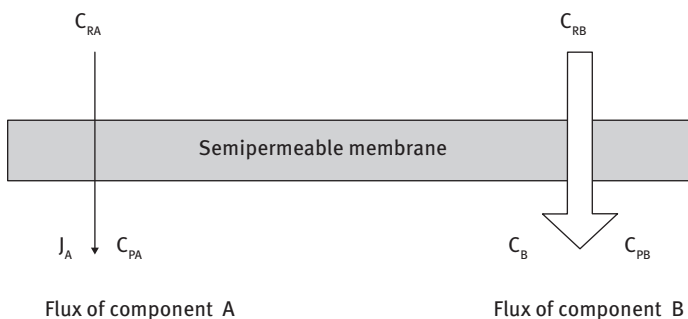 C_RA C_RB
Semipermeable membrane
J_A C_PA C_B C_PB
Flux of component A Flux of component B